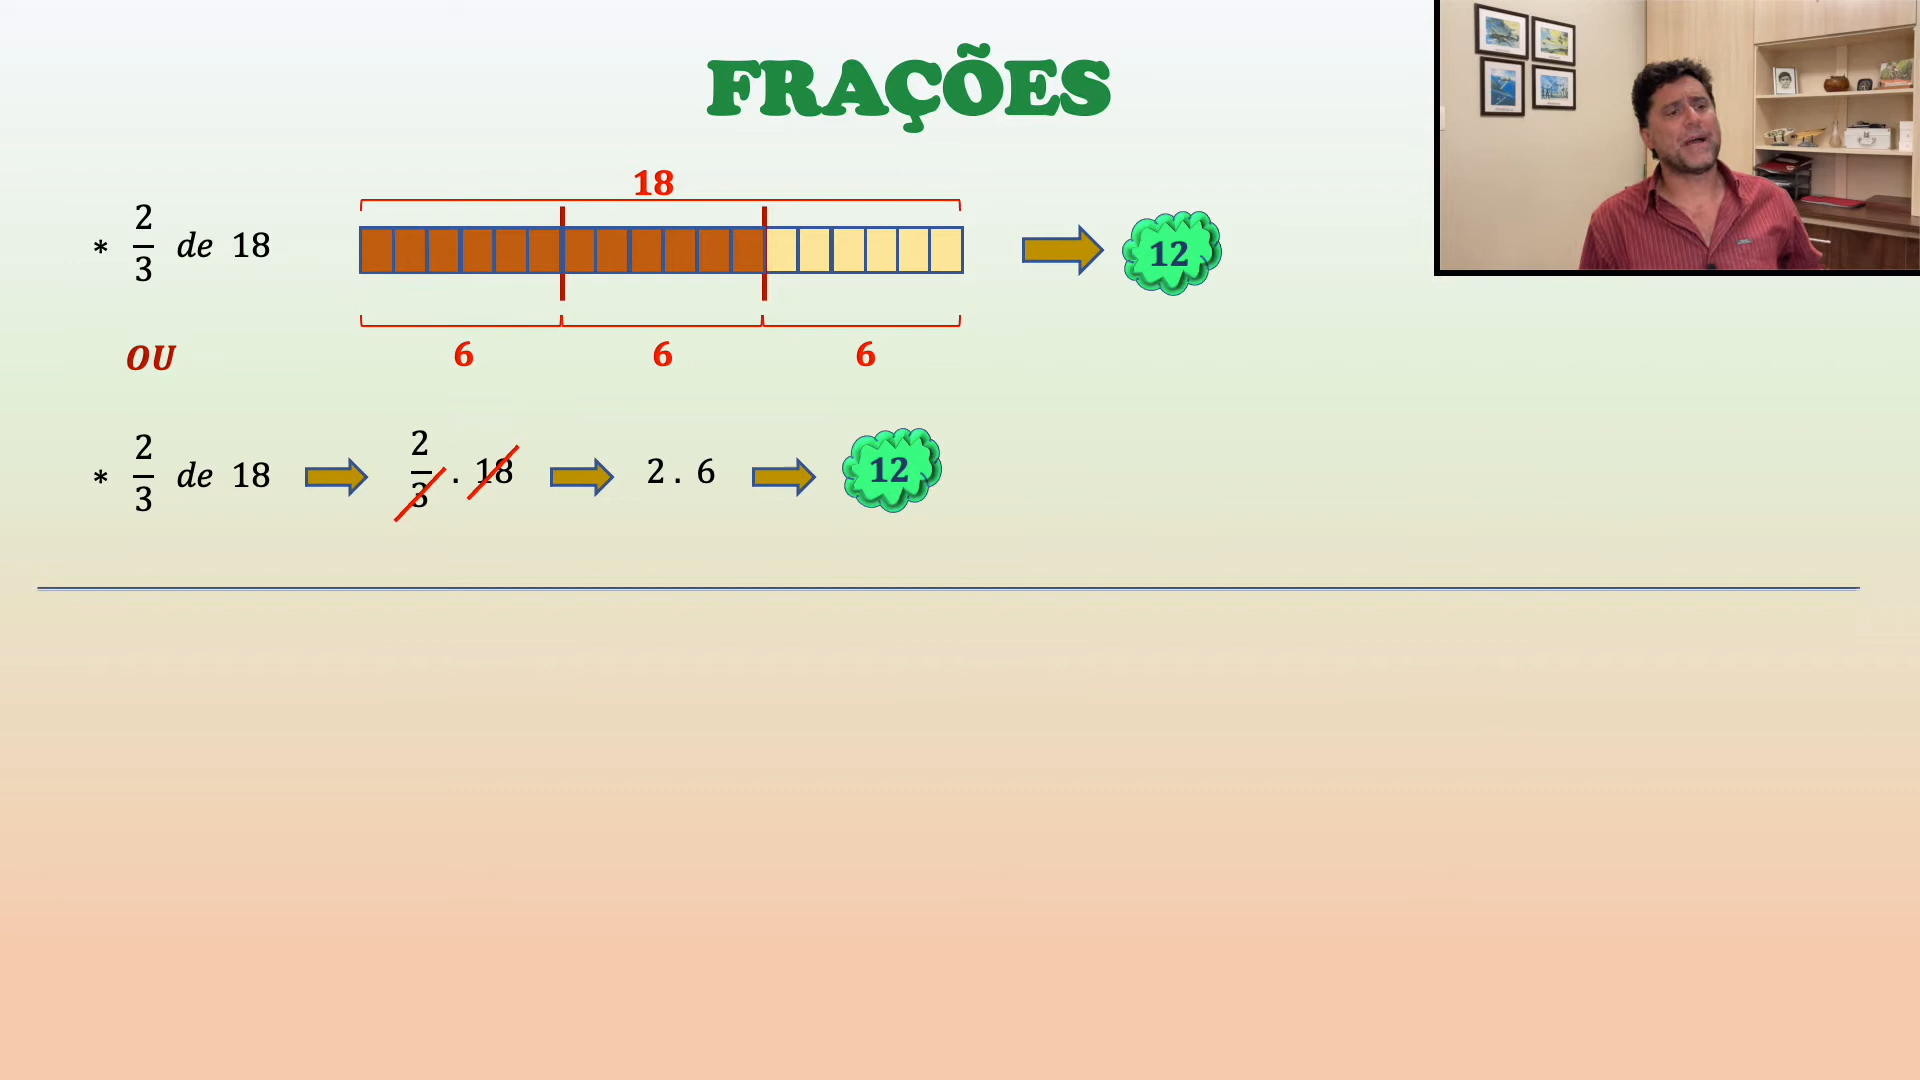 FRAÇÕES
18
* 2/3 de 18
12
6 6 6
OU
* 2/3 de 18 2/3 . 18 2 . 6 12